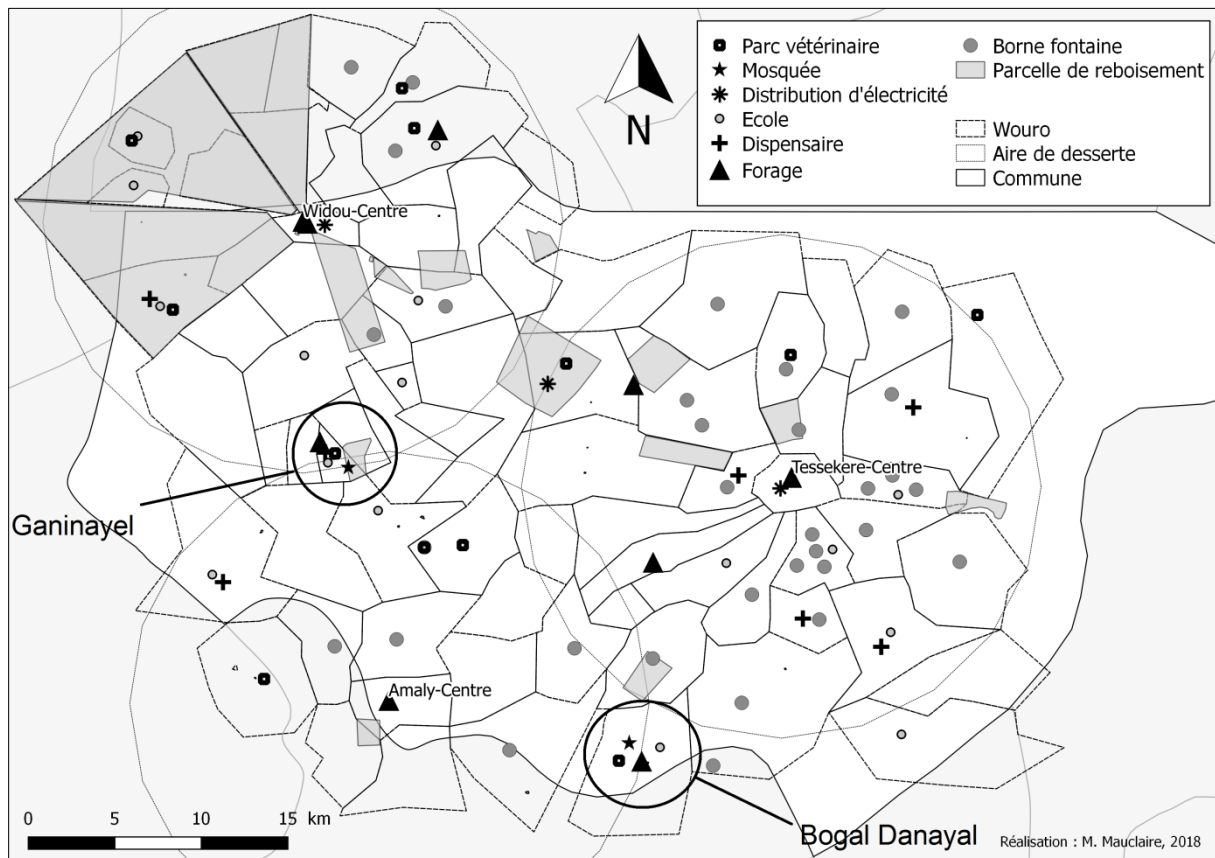 Parc vétérinaire
Mosquée
Distribution d'électricité
Ecole
Dispensaire
Forage
Borne fontaine
Parcelle de reboisement
Wouro
Aire de desserte
Commune
N
Widou-Centre
Tessekere-Centre
Ganinayel
Amaly-Centre
Bogal Danayal
0 5 10 15 km
Réalisation : M. Mauclaire, 2018